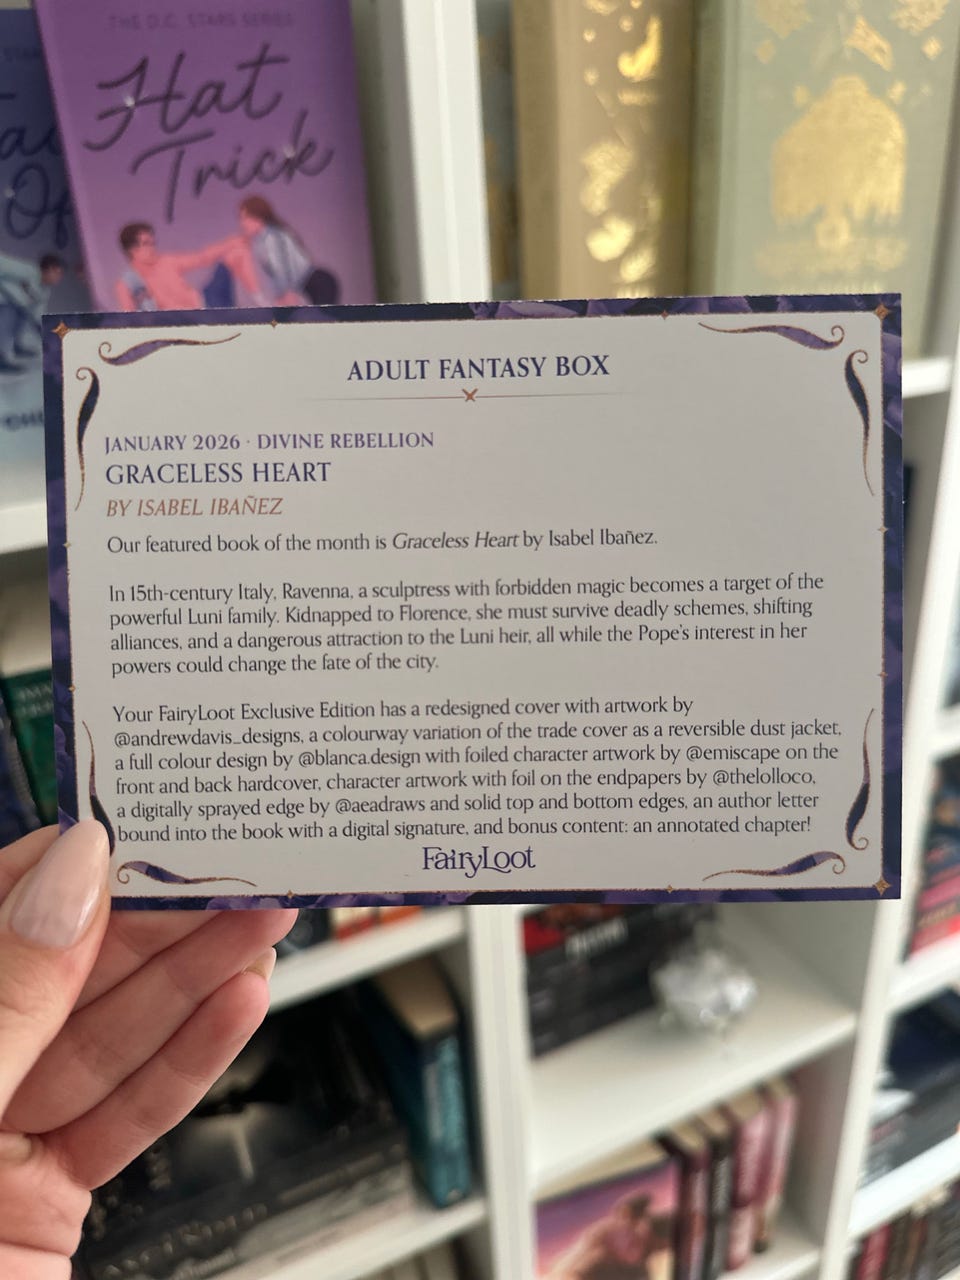 THE D.C. STARS SERIES
Hat
Trick
ADULT FANTASY BOX
JANUARY 2026 · DIVINE REBELLION
GRACELESS HEART
BY ISABEL IBAÑEZ
Our featured book of the month is Graceless Heart by Isabel Ibañez.
In 15th-century Italy, Ravenna, a sculptress with forbidden magic becomes a target of the
powerful Luni family. Kidnapped to Florence, she must survive deadly schemes, shifting
alliances, and a dangerous attraction to the Luni heir, all while the Pope's interest in her
powers could change the fate of the city.
Your FairyLoot Exclusive Edition has a redesigned cover with artwork by
@andrewdavis_designs, a colourway variation of the trade cover as a reversible dust jacket,
a full colour design by @blanca.design with foiled character artwork by @emiscape on the
front and back hardcover, character artwork with foil on the endpapers by @thelolloco,
a digitally sprayed edge by @aeadraws and solid top and bottom edges, an author letter
bound into the book with a digital signature, and bonus content: an annotated chapter!
FairyLoot